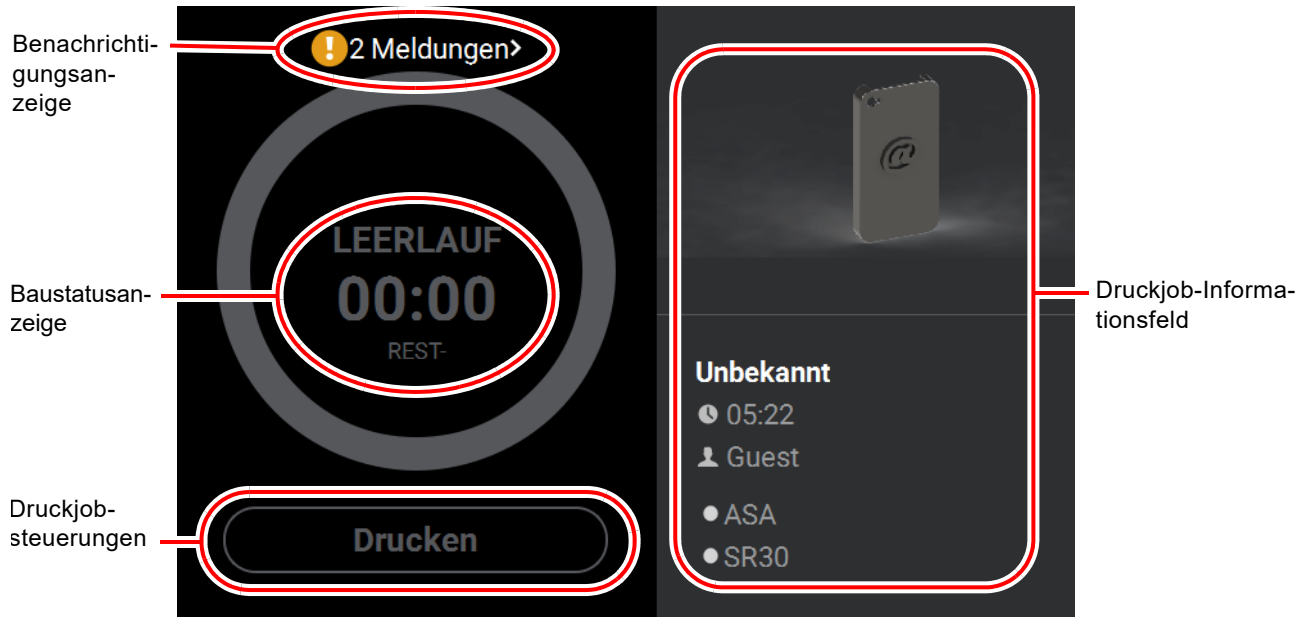 Benachrichti-
gungsan-
zeige
2 Meldungen>
LEERLAUF
00:00
REST-
Baustatusan-
zeige
Druckjob-
steuerungen
Drucken
@
Unbekannt
05:22
Guest
ASA
SR30
Druckjob-Informa-
tionsfeld